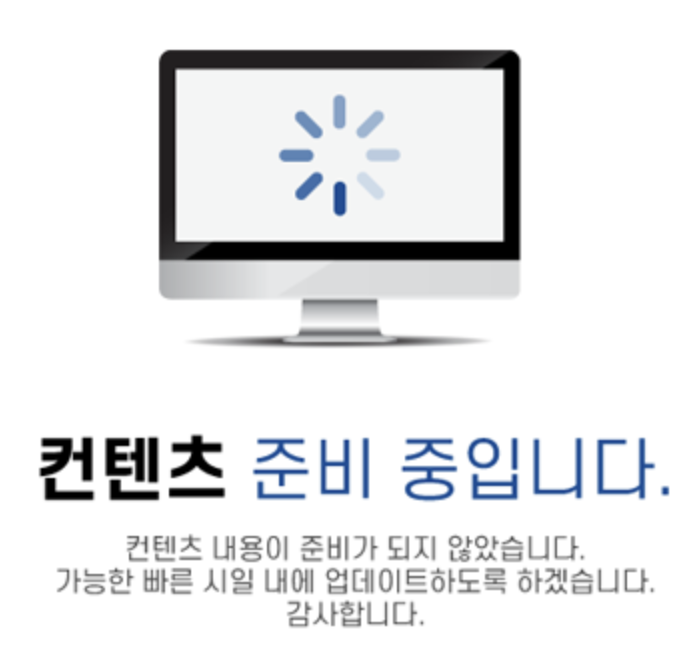 컨텐츠 준비 중입니다.
컨텐츠 내용이 준비가 되지 않았습니다.
가능한 빠른 시일 내에 업데이트하도록 하겠습니다.
감사합니다.